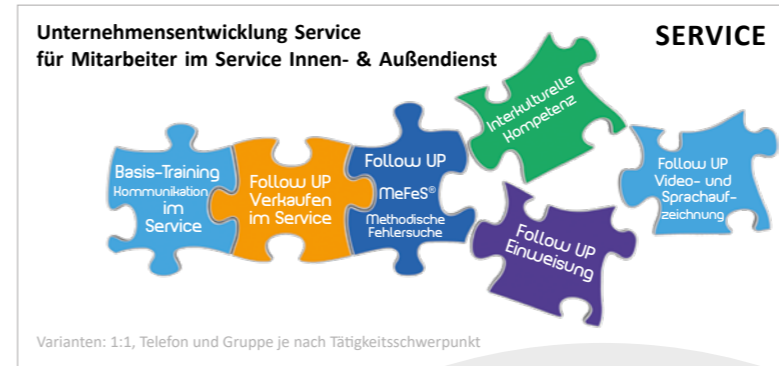 Unternehmensentwicklung Service
für Mitarbeiter im Service Innen- & Außendienst
SERVICE
Basis-Training
Kommunikation
im
Service
Follow UP
Verkaufen
im Service
Follow UP
MeFeS®
Methodische
Fehlersuche
Interkulturelle
Kompetenz
Follow UP
Einweisung
Follow UP
Video- und
Sprachauf-
zeichnung
Varianten: 1:1, Telefon und Gruppe je nach Tätigkeitsschwerpunkt